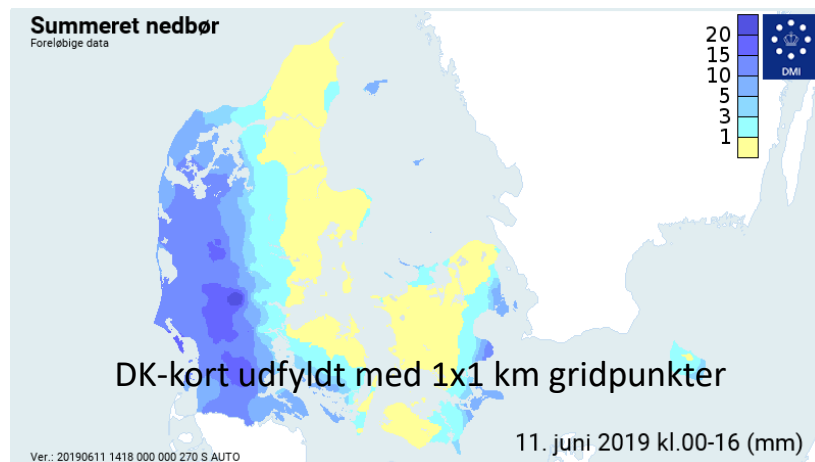 Summeret nedbør
Foreløbige data
20
15
10
5
3
1
DMI
DK-kort udfyldt med 1x1 km gridpunkter
11. juni 2019 kl.00-16 (mm)
Ver.: 20190611 1418 000 000 270 S AUTO